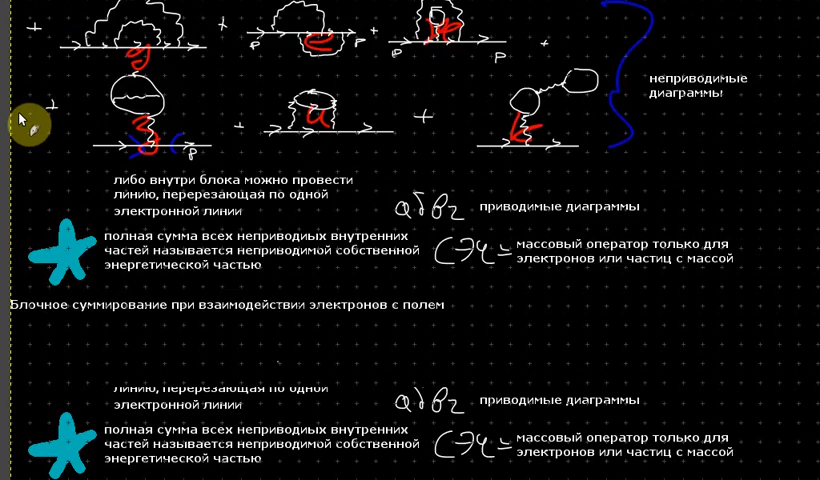 д
е
ж
P
P
P
P
неприводимые
диаграммы
з
и
к
P
либо внутри блока можно провести
линию, перерезающая по одной
электронной линии
а б в г приводимые диаграммы
полная сумма всех неприводиых внутренних
частей называется неприводимой собственной
энергетической частью
СЭЧ = массовый оператор только для
электронов или частиц с массой
Блочное суммирование при взаимодействии электронов с полем
линию, перерезающая по одной
электронной линии
а б в г приводимые диаграммы
полная сумма всех неприводиых внутренних
частей называется неприводимой собственной
энергетической частью
СЭЧ = массовый оператор только для
электронов или частиц с массой